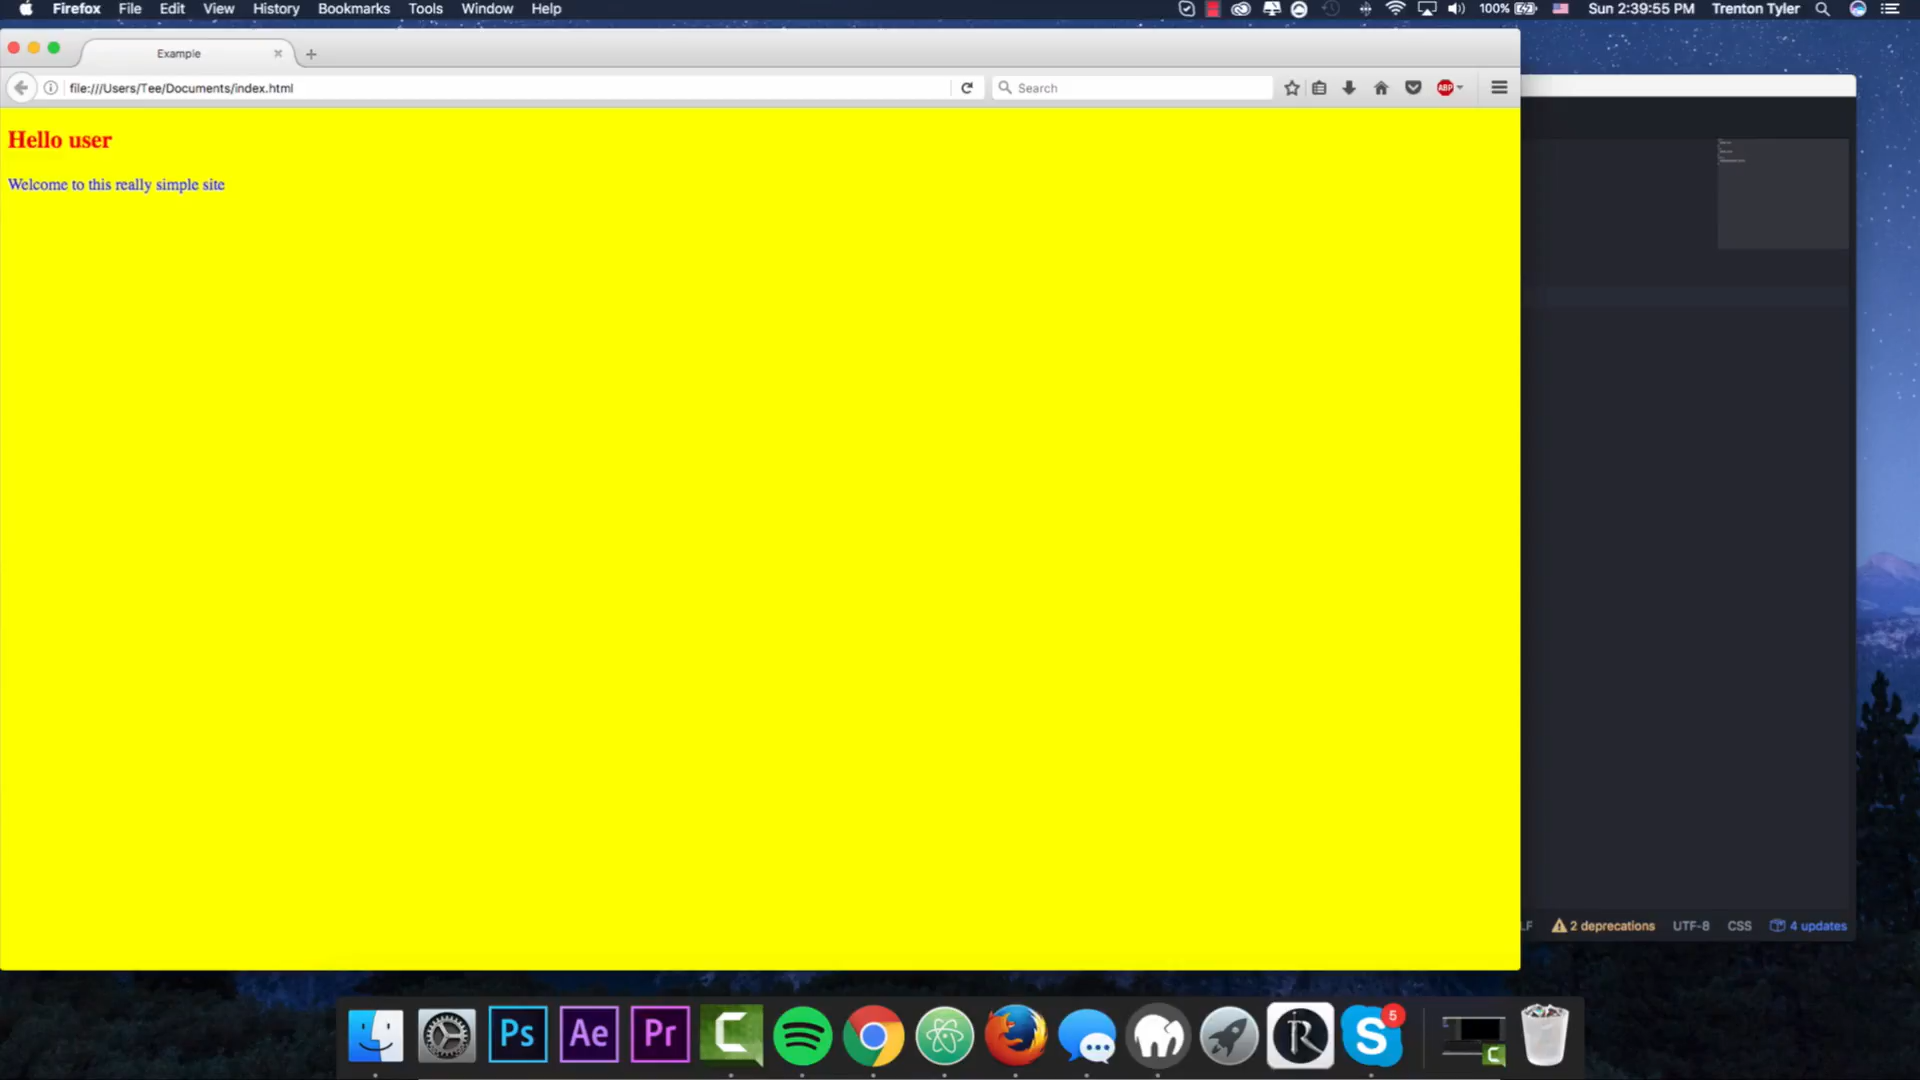 Firefox File Edit View History Bookmarks Tools Window Help 100% Sun 2:39:55 PM Trenton Tyler
Example
file:///Users/Tee/Documents/index.html Search ABP
Hello user
Welcome to this really simple site
LF 2 deprecations UTF-8 CSS 4 updates
Ps Ae Pr C R S 5 C